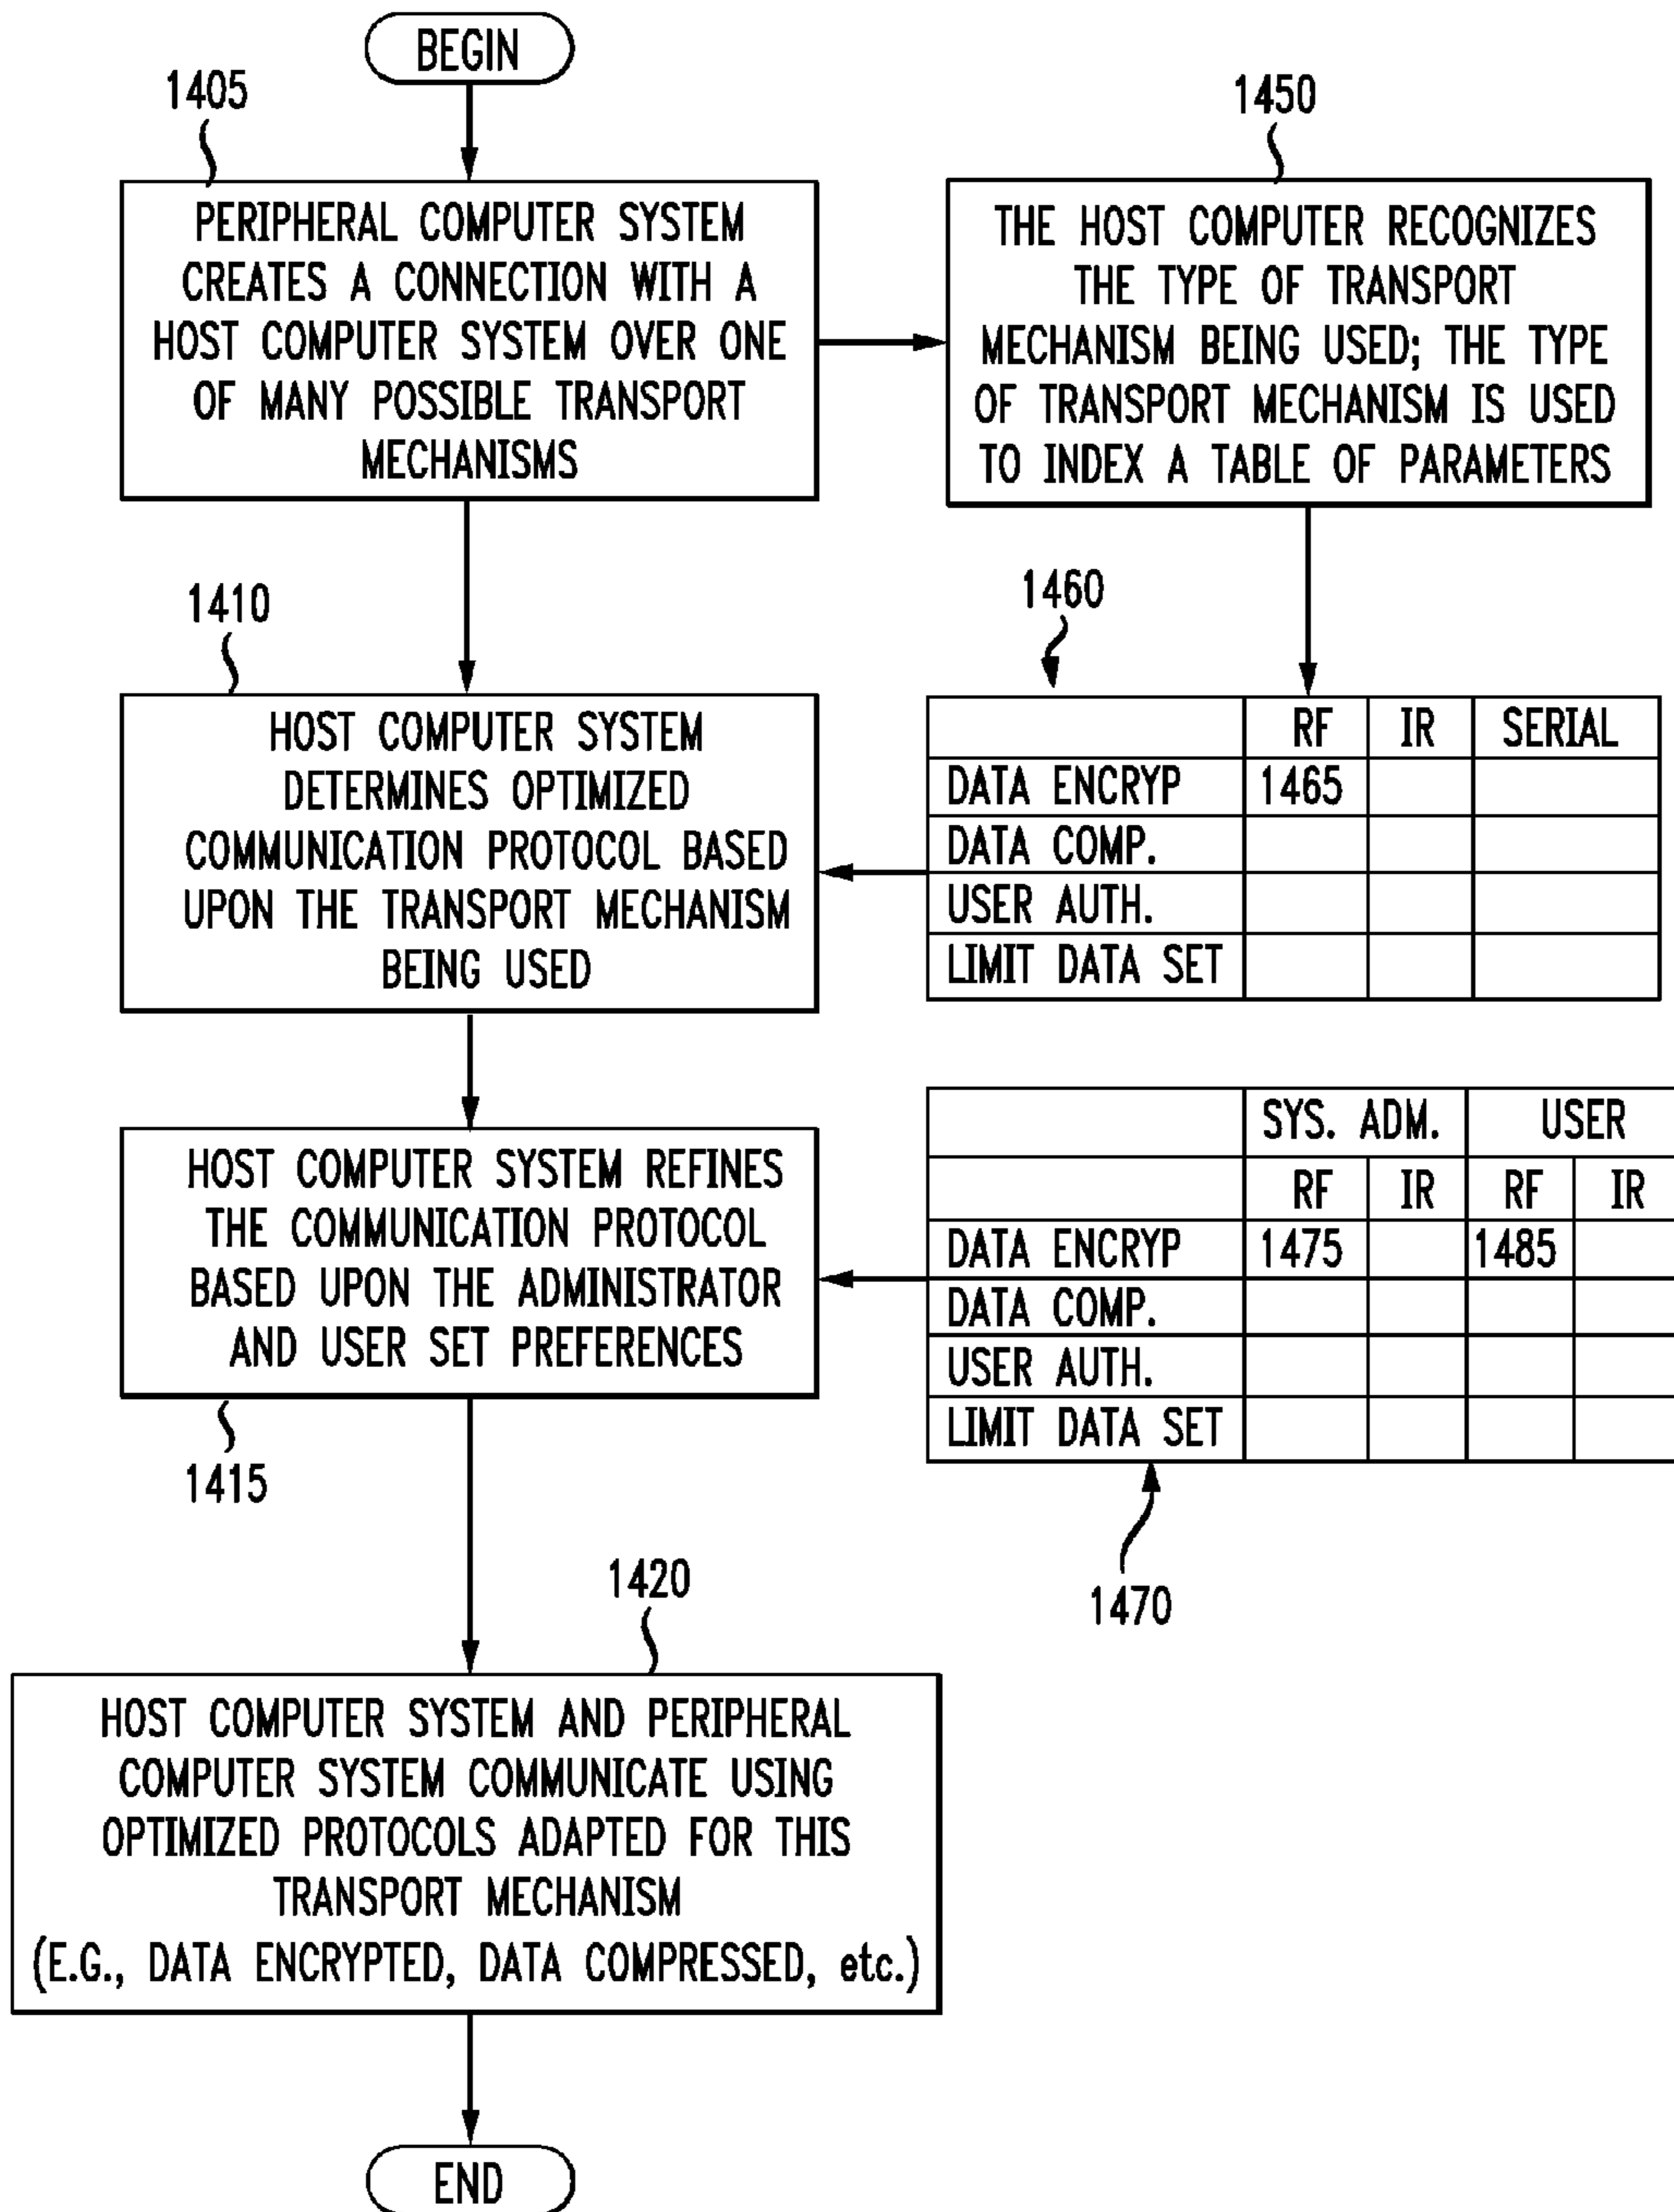 BEGIN
1405
PERIPHERAL COMPUTER SYSTEM
CREATES A CONNECTION WITH A
HOST COMPUTER SYSTEM OVER ONE
OF MANY POSSIBLE TRANSPORT
MECHANISMS
1450
THE HOST COMPUTER RECOGNIZES
THE TYPE OF TRANSPORT
MECHANISM BEING USED; THE TYPE
OF TRANSPORT MECHANISM IS USED
TO INDEX A TABLE OF PARAMETERS
1410
HOST COMPUTER SYSTEM
DETERMINES OPTIMIZED
COMMUNICATION PROTOCOL BASED
UPON THE TRANSPORT MECHANISM
BEING USED
1460
RF IR SERIAL
DATA ENCRYP 1465
DATA COMP.
USER AUTH.
LIMIT DATA SET
HOST COMPUTER SYSTEM REFINES
THE COMMUNICATION PROTOCOL
BASED UPON THE ADMINISTRATOR
AND USER SET PREFERENCES
1415
SYS. ADM. USER
RF IR RF IR
DATA ENCRYP 1475 1485
DATA COMP.
USER AUTH.
LIMIT DATA SET
1470
1420
HOST COMPUTER SYSTEM AND PERIPHERAL
COMPUTER SYSTEM COMMUNICATE USING
OPTIMIZED PROTOCOLS ADAPTED FOR THIS
TRANSPORT MECHANISM
(E.G., DATA ENCRYPTED, DATA COMPRESSED, etc.)
END